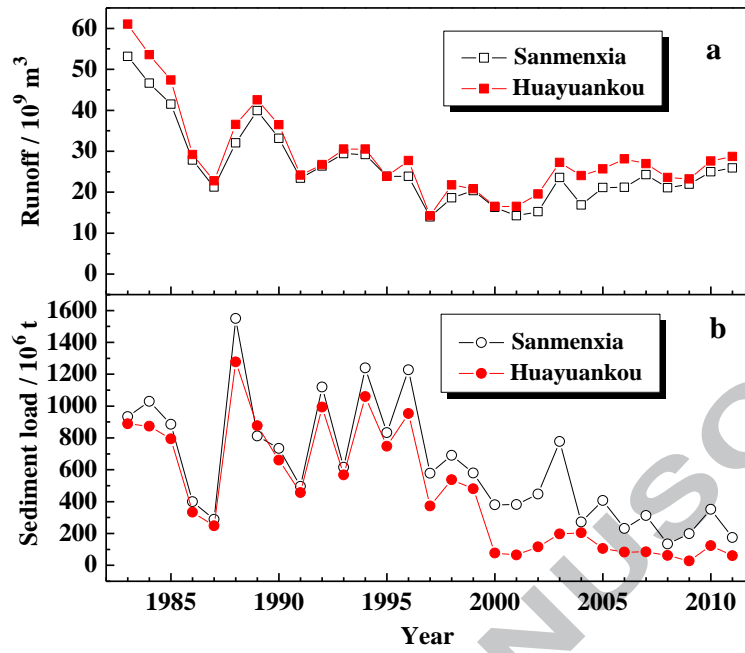 a
Sanmenxia
Huayuankou
Runoff / 10⁹ m³
60
50
40
30
20
10
0
b
Sanmenxia
Huayuankou
Sediment load / 10⁶ t
1600
1400
1200
1000
800
600
400
200
0
1985 1990 1995 2000 2005 2010
Year
NUSC